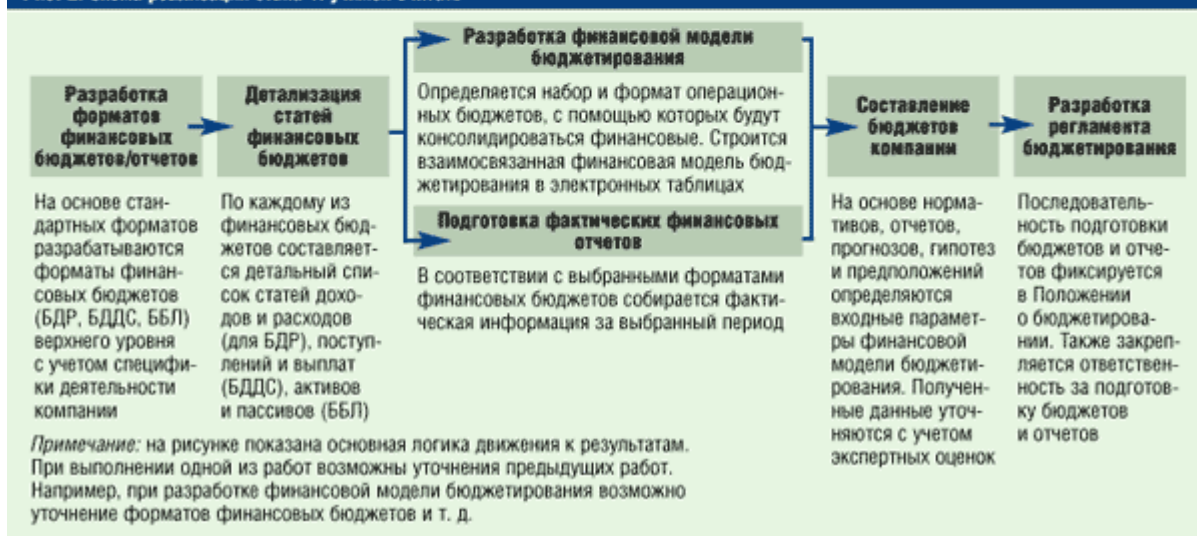 Разработка
форматов
финансовых
бюджетов/отчетов
На основе стан-
дартных форматов
разрабатываются
форматы финан-
совых бюджетов
(БДР, БДДС, ББЛ)
верхнего уровня
с учетом специфи-
ки деятельности
компании
Детализация
статей
финансовых
бюджетов
По каждому из
финансовых бюд-
жетов составляет-
ся детальный спи-
сок статей дохо-
дов и расходов
(для БДР), поступ-
лений и выплат
(БДДС), активов
и пассивов (ББЛ)
Разработка финансовой модели
бюджетирования
Определяется набор и формат операцион-
ных бюджетов, с помощью которых будут
консолидироваться финансовые. Строится
взаимосвязанная финансовая модель бюд-
жетирования в электронных таблицах
Подготовка фактических финансовых
отчетов
В соответствии с выбранными форматами
финансовых бюджетов собирается факти-
ческая информация за выбранный период
Составление
бюджетов
компании
На основе норма-
тивов, отчетов,
прогнозов, гипотез
и предположений
определяются
входные парамет-
ры финансовой
модели бюджети-
рования. Получен-
ные данные уточ-
няются с учетом
экспертных оценок
Разработка
регламента
бюджетирования
Последователь-
ность подготовки
бюджетов и отче-
тов фиксируется
в Положении
о бюджетирова-
нии. Также закреп-
ляется ответствен-
ность за подготов-
ку бюджетов
и отчетов
Примечание: на рисунке показана основная логика движения к результатам.
При выполнении одной из работ возможны уточнения предыдущих работ.
Например, при разработке финансовой модели бюджетирования возможно
уточнение форматов финансовых бюджетов и т. д.